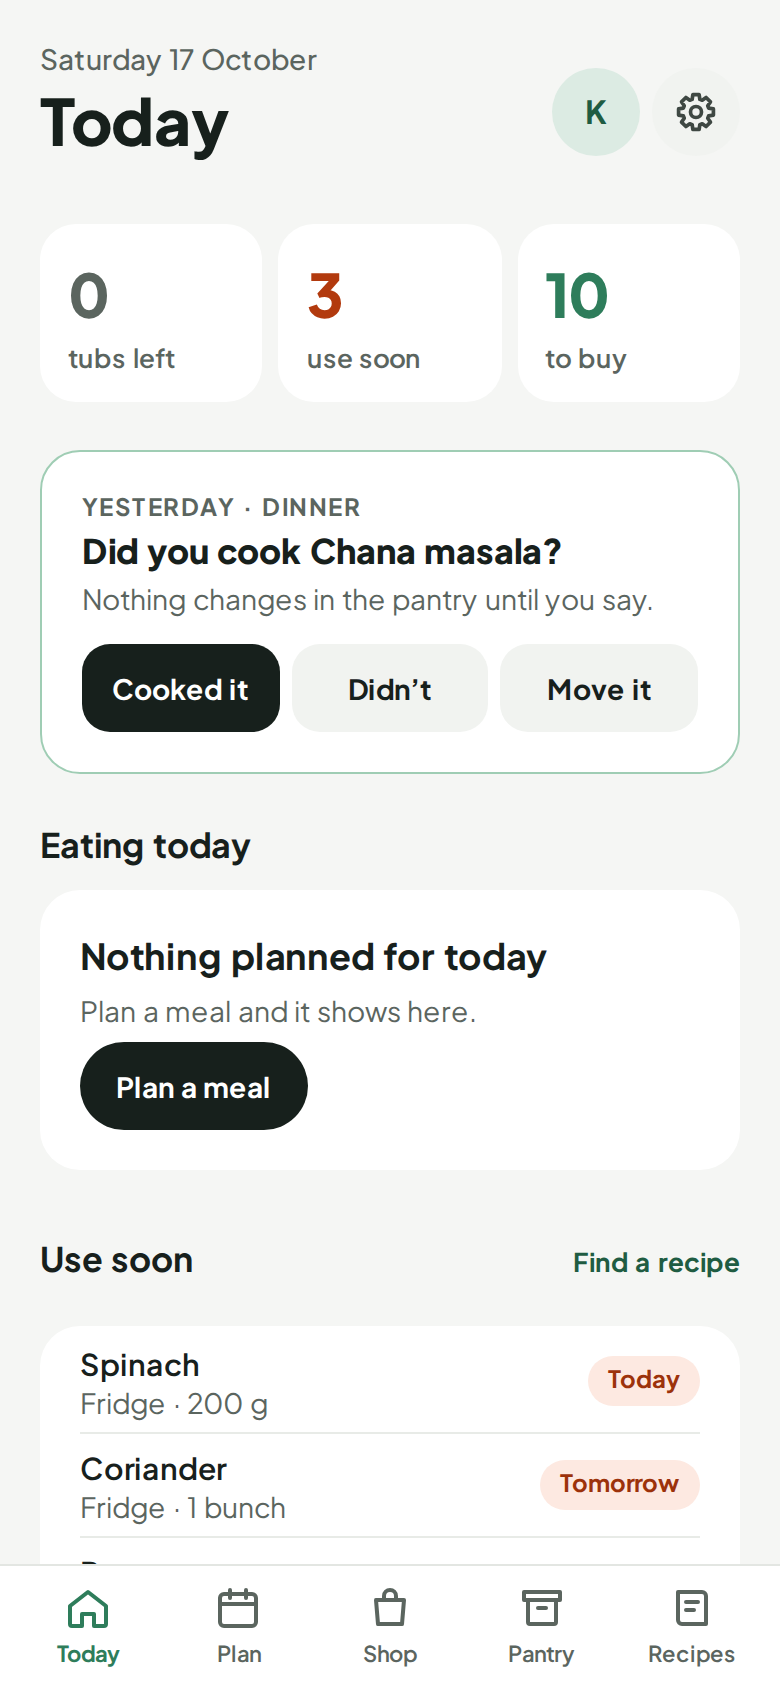 Saturday 17 October
Today
K
0
tubs left
3
use soon
10
to buy
YESTERDAY · DINNER
Did you cook Chana masala?
Nothing changes in the pantry until you say.
Cooked it
Didn’t
Move it
Eating today
Nothing planned for today
Plan a meal and it shows here.
Plan a meal
Use soon
Find a recipe
Spinach
Today
Fridge · 200 g
Coriander
Tomorrow
Fridge · 1 bunch
Today
Plan
Shop
Pantry
Recipes